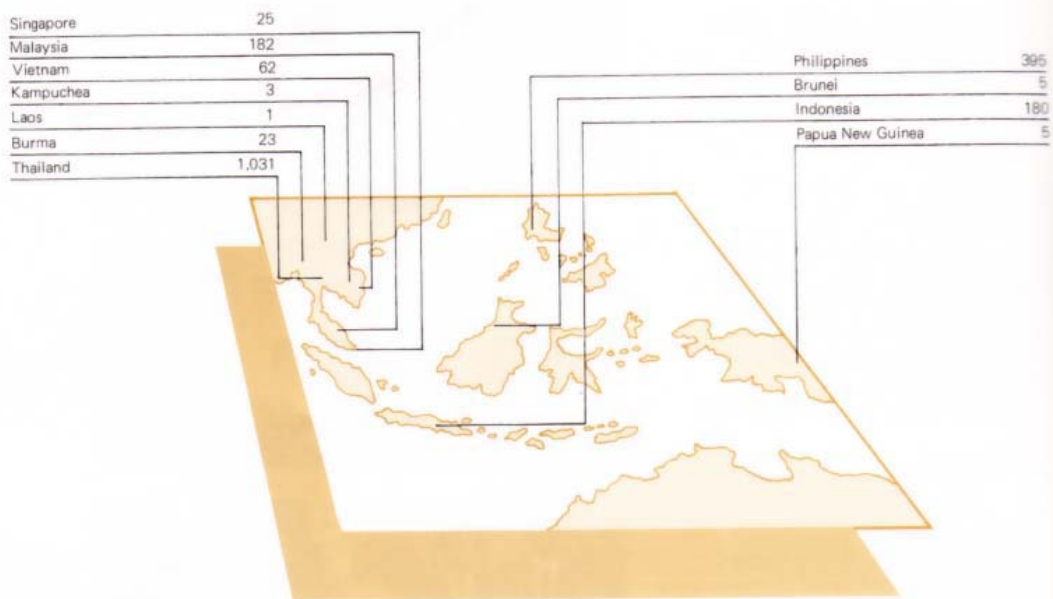 Singapore 25
Malaysia 182
Vietnam 62
Kampuchea 3
Laos 1
Burma 23
Thailand 1,031
Philippines 395
Brunei 5
Indonesia 180
Papua New Guinea 5